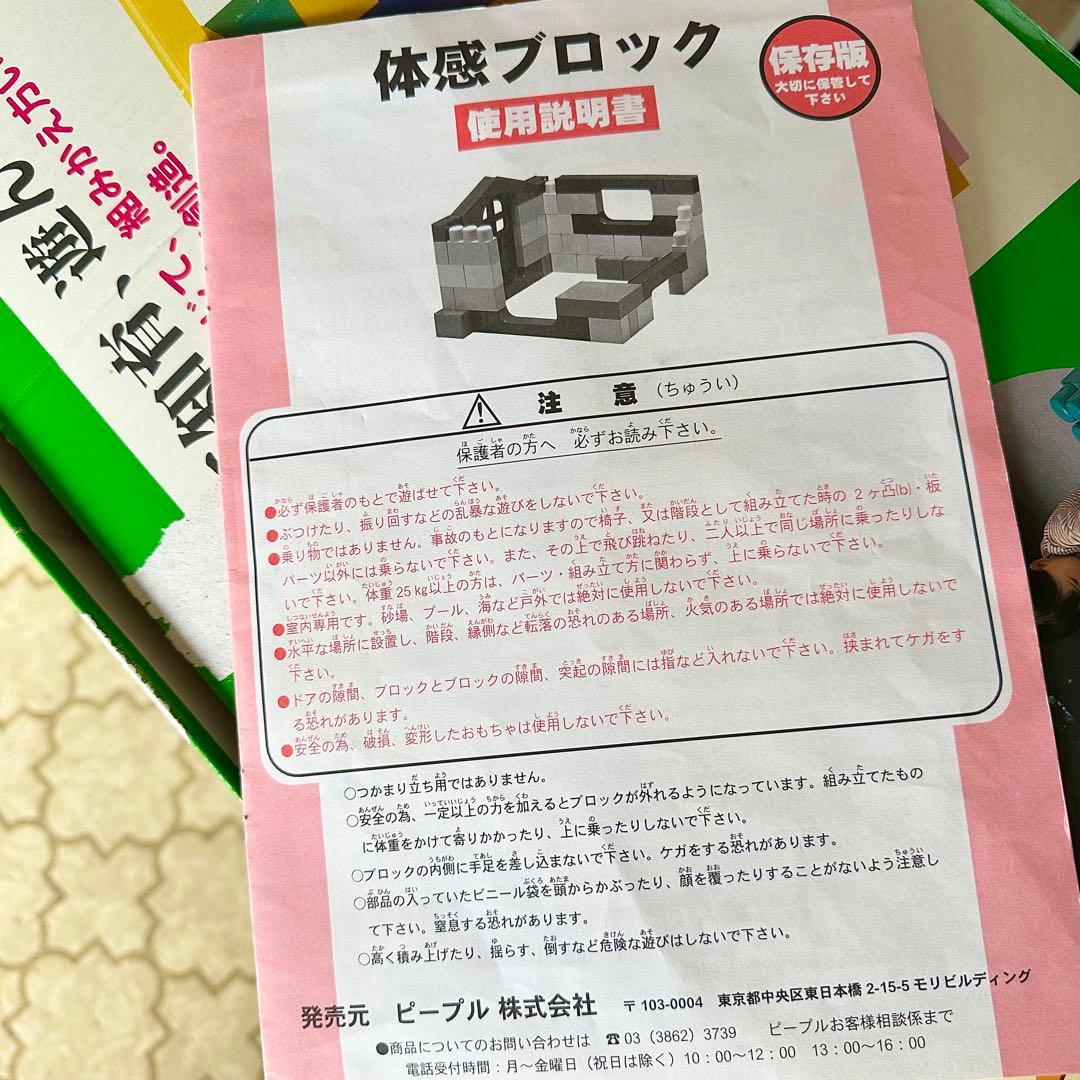 体感ブロック
使用説明書
保存版
大切に保管して
下さい
⚠ 注意 (ちゅうい)
保護者の方へ 必ずお読み下さい。
●必ず保護者のもとで遊ばせて下さい。
●ぶつけたり、振り回すなどの乱暴な遊びをしないで下さい。
●乗り物ではありません。事故のもとになりますので椅子、又は階段として組み立てた時の2ヶ凸(b)・板
パーツ以外には乗らないで下さい。また、その上で飛び跳ねたり、二人以上で同じ場所に乗ったりしな
いで下さい。体重25kg以上の方は、パーツ・組み立て方に関わらず、上に乗らないで下さい。
●室内専用です。砂場、プール、海など戸外では絶対に使用しないで下さい。
●水平な場所に設置し、階段、縁側など転落の恐れのある場所、火気のある場所では絶対に使用しないで
下さい。
●ドアの隙間、ブロックとブロックの隙間、突起の隙間には指など入れないで下さい。挟まれてケガをす
る恐れがあります。
●安全の為、破損、変形したおもちゃは使用しないで下さい。
○つかまり立ち用ではありません。
○安全の為、一定以上の力を加えるとブロックが外れるようになっています。組み立てたもの
に体重をかけて寄りかかったり、上に乗ったりしないで下さい。
○ブロックの内側に手足を差し込まないで下さい。ケガをする恐れがあります。
○部品の入っていたビニール袋を頭からかぶったり、顔を覆ったりすることがないよう注意し
て下さい。窒息する恐れがあります。
○高く積み上げたり、揺らす、倒すなど危険な遊びはしないで下さい。
発売元 ピープル 株式会社 〒103-0004 東京都中央区東日本橋2-15-5モリビルディング
●商品についてのお問い合わせは ☎03(3862)3739 ピープルお客様相談係まで
電話受付時間:月～金曜日(祝日は除く)10:00～12:00 13:00～16:00
知育、遊ん
組みかえ方し
て、
創造。